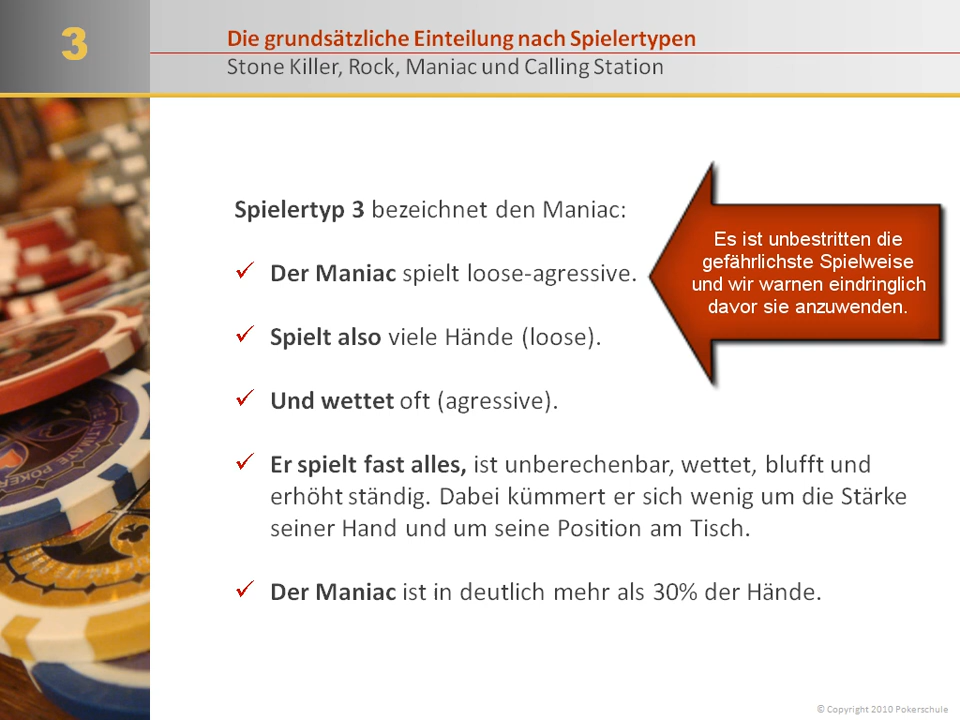 3
Die grundsätzliche Einteilung nach Spielertypen
Stone Killer, Rock, Maniac und Calling Station
Spielertyp 3 bezeichnet den Maniac:
✓ Der Maniac spielt loose-agressive.
✓ Spielt also viele Hände (loose).
✓ Und wettet oft (agressive).
✓ Er spielt fast alles, ist unberechenbar, wettet, blufft und
erhöht ständig. Dabei kümmert er sich wenig um die Stärke
seiner Hand und um seine Position am Tisch.
✓ Der Maniac ist in deutlich mehr als 30% der Hände.
Es ist unbestritten die
gefährlichste Spielweise
und wir warnen eindringlich
davor sie anzuwenden.
ULTIMATE POKER
© Copyright 2010 Pokerschule